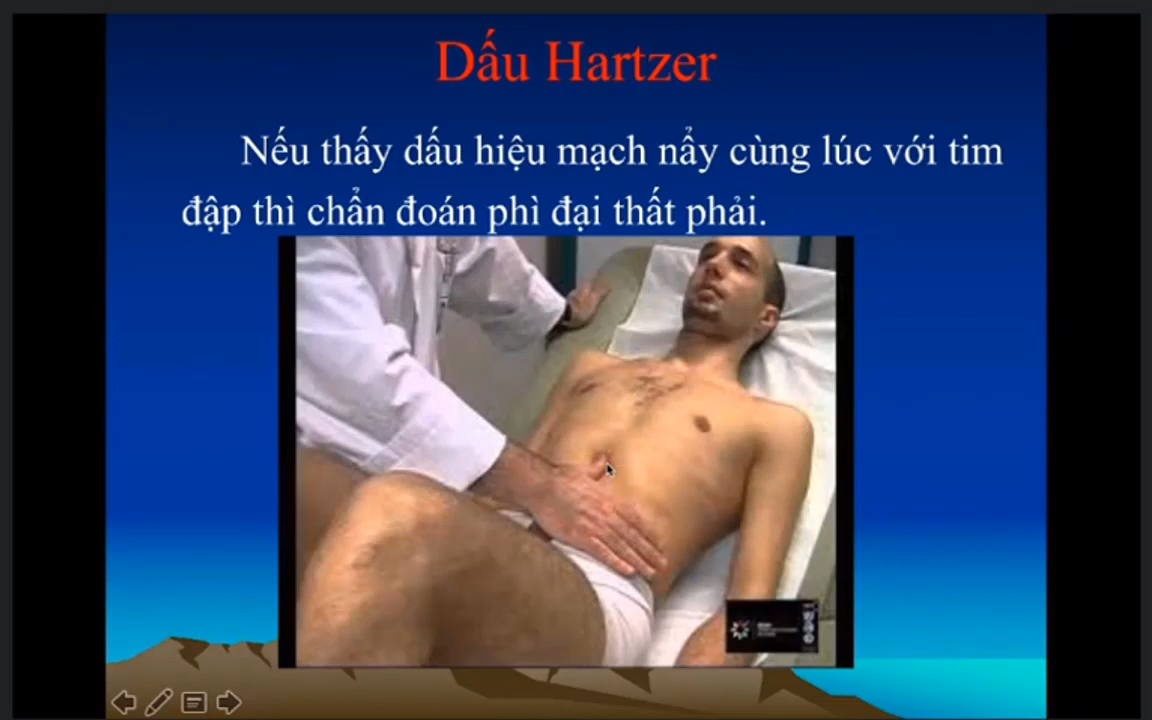 Dấu Hartzer
Nếu thấy dấu hiệu mạch nẩy cùng lúc với tim
đập thì chẩn đoán phì đại thất phải.